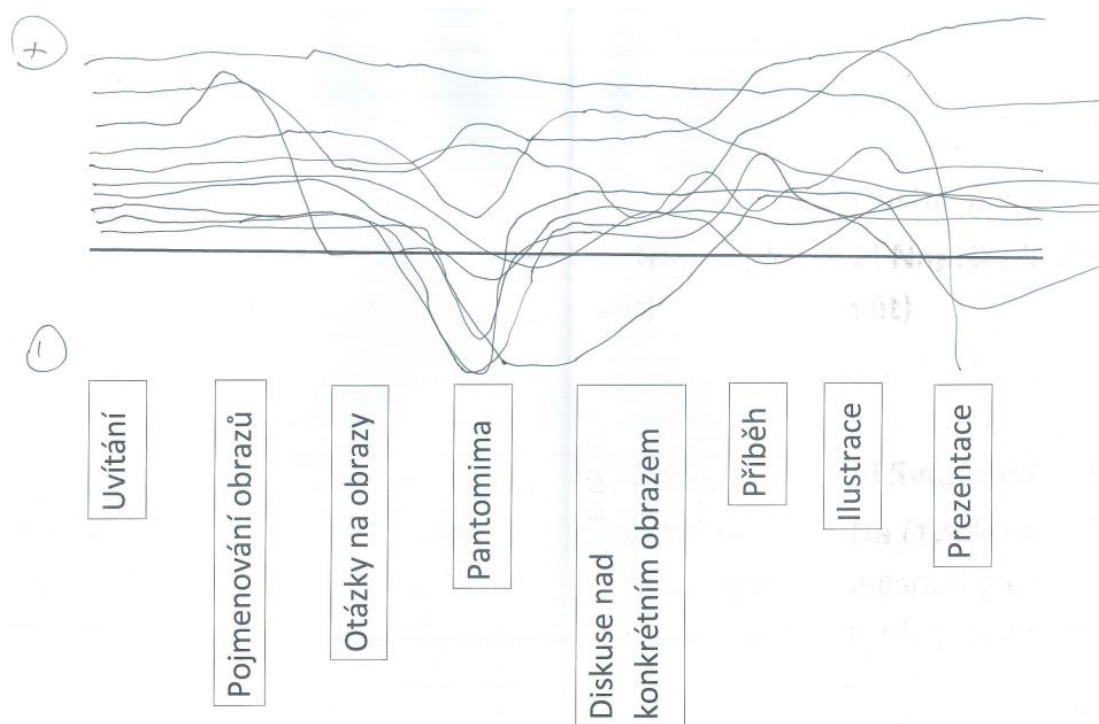 +
−
Uvítání
Pojmenování obrazů
Otázky na obrazy
Pantomima
Diskuse nad
konkrétním obrazem
Příběh
Ilustrace
Prezentace